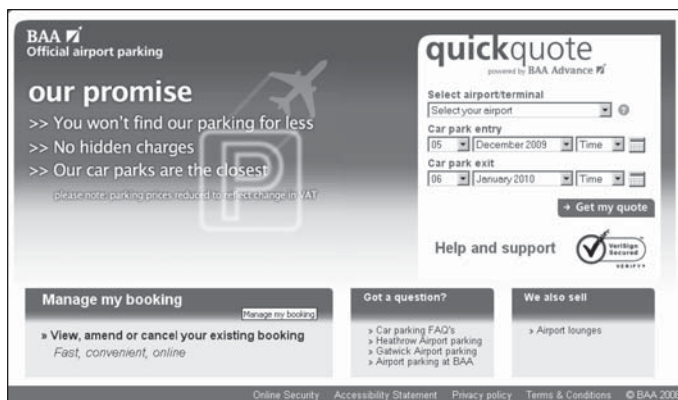 BAA
Official airport parking
our promise
>> You won't find our parking for less
>> No hidden charges
>> Our car parks are the closest
please note: parking prices reduced to reflect change in VAT
P
quickquote
powered by BAA Advance
Select airport/terminal
Select your airport
Car park entry
05 December 2009 Time
Car park exit
06 January 2010 Time
Get my quote
Help and support
VeriSign
Secured
VERIFY
Manage my booking
Manage my booking
» View, amend or cancel your existing booking
Fast, convenient, online
Got a question?
» Car parking FAQ's
» Heathrow Airport parking
» Gatwick Airport parking
» Airport parking at BAA
We also sell
» Airport lounges
Online Security Accessibility Statement Privacy policy Terms & Conditions © BAA 2008